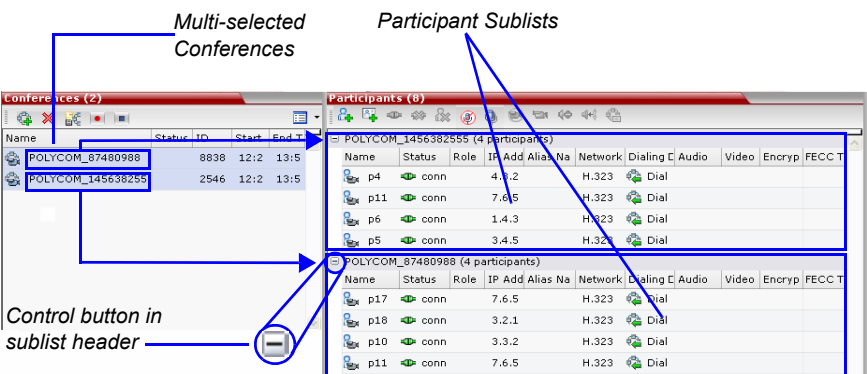 Multi-selected
Conferences
Participant Sublists
Conferences (2)
Name Status ID Start End T
POLYCOM_87480988 8838 12:2 13:5
POLYCOM_145638255 2546 12:2 13:5
Participants (8)
POLYCOM_1456382555 (4 participants)
Name Status Role IP Add Alias Na Network Dialing D Audio Video Encryp FECC T
p4 conn 4.3.2 H.323 Dial
p11 conn 7.6.5 H.323 Dial
p6 conn 1.4.3 H.323 Dial
p5 conn 3.4.5 H.323 Dial
POLYCOM_87480988 (4 participants)
Name Status Role IP Add Alias Na Network Dialing D Audio Video Encryp FECC T
p17 conn 7.6.5 H.323 Dial
p18 conn 3.2.1 H.323 Dial
p10 conn 3.3.2 H.323 Dial
p11 conn 7.6.5 H.323 Dial
Control button in
sublist header